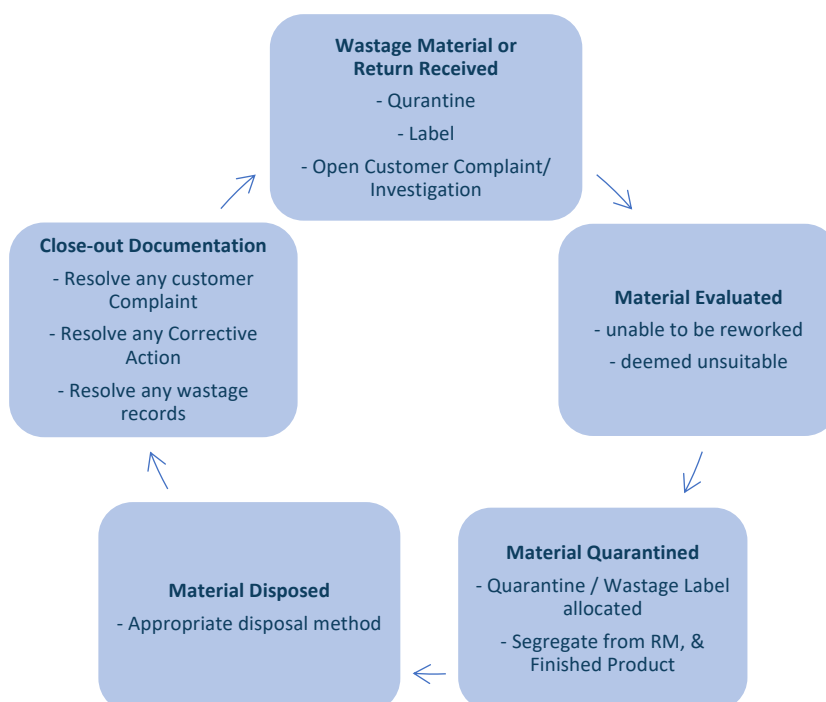 Wastage Material or
Return Received
- Qurantine
- Label
- Open Customer Complaint/
Investigation
Material Evaluated
- unable to be reworked
- deemed unsuitable
Material Quarantined
- Quarantine / Wastage Label
allocated
- Segregate from RM, &
Finished Product
Material Disposed
- Appropriate disposal method
Close-out Documentation
- Resolve any customer
Complaint
- Resolve any Corrective
Action
- Resolve any wastage
records